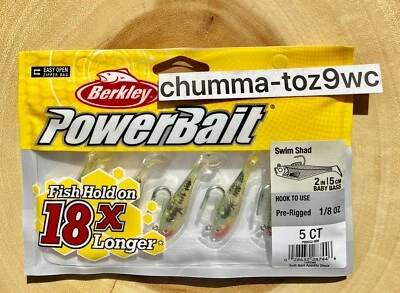 EASY OPEN
ZIPPER BAG
Berkley
chumma-toz9wc
PowerBait
Swim Shad
2 IN | 5 CM
BABY BASS
HOOK TO USE
Pre-Rigged 1/8 OZ
5 CT
Fish Hold on
18X
Longer